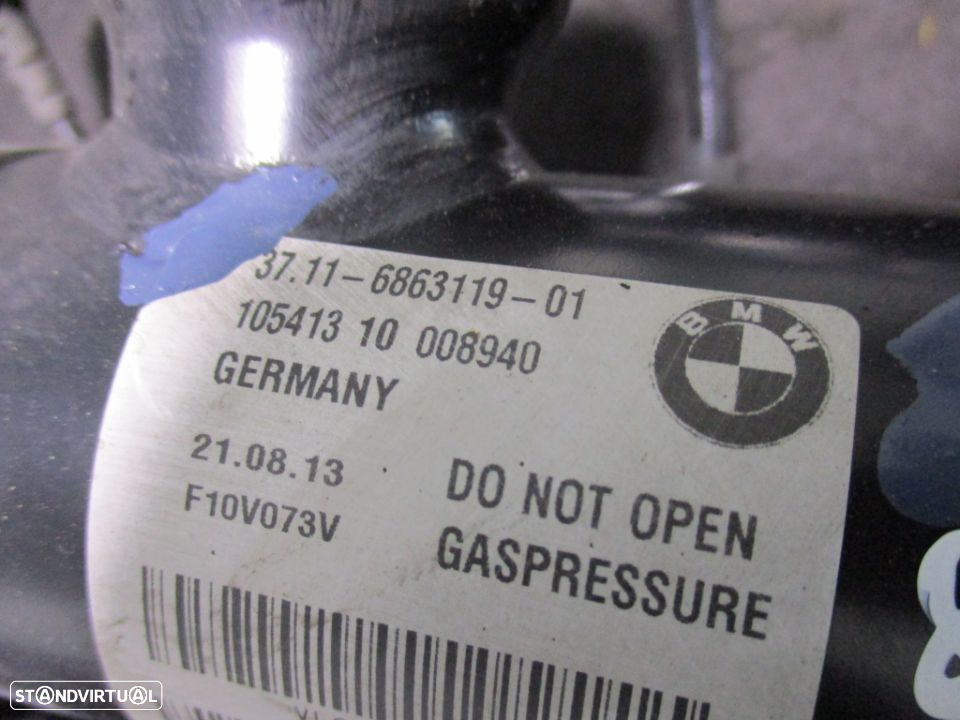 37.11-6863119-01
105413 10 008940
GERMANY
21.08.13
F10V073V
DO NOT OPEN
GASPRESSURE
BMW
STANDVIRTUAL